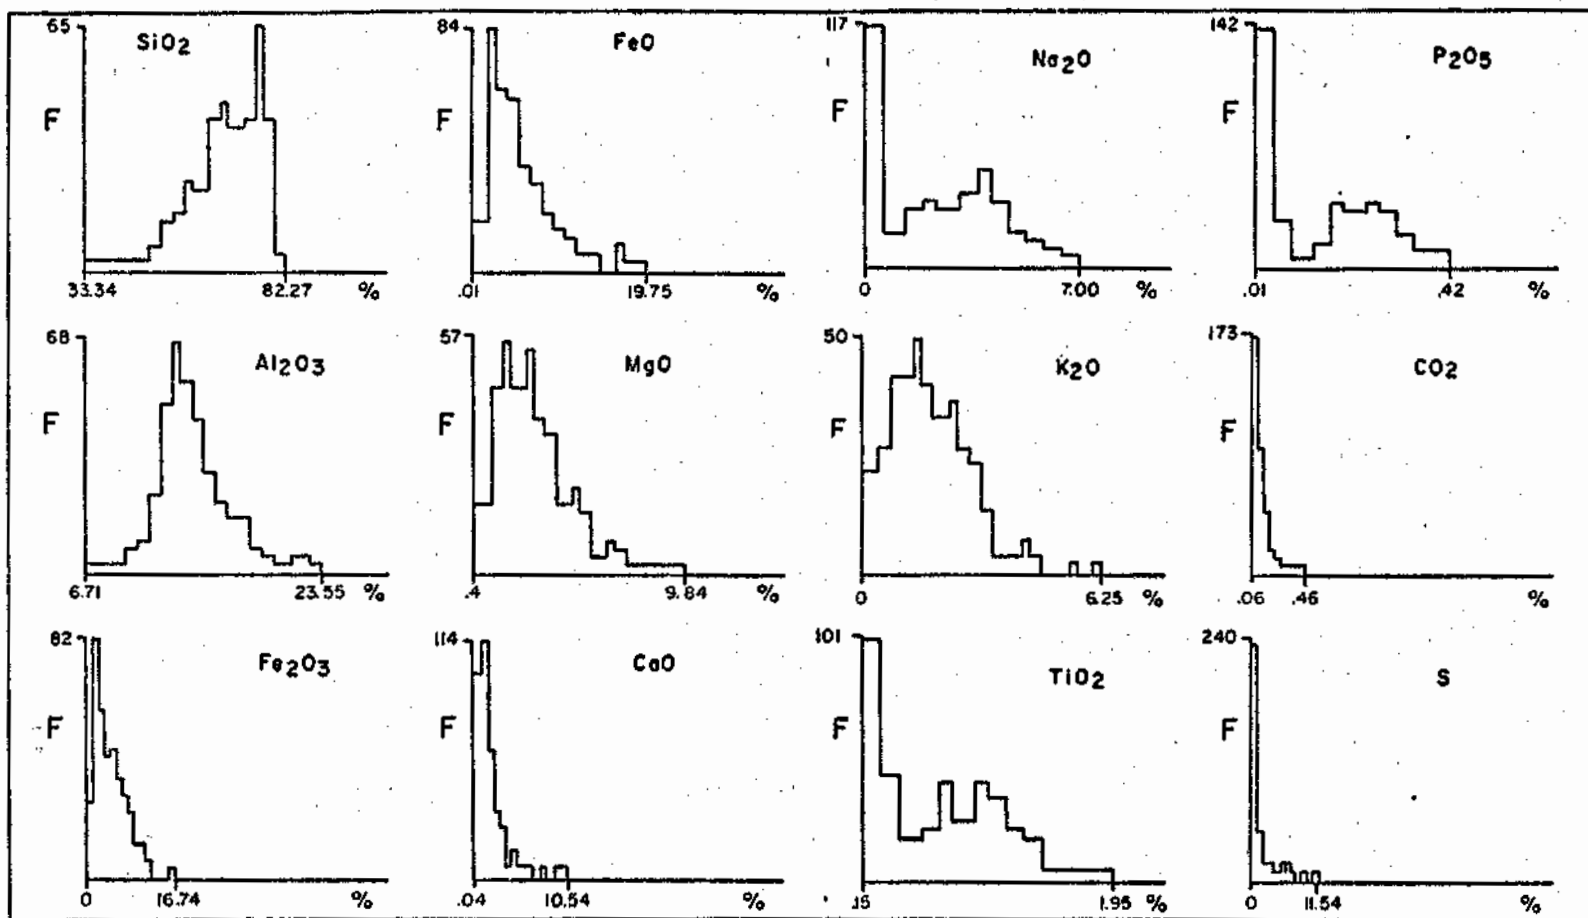 65
SiO2
F
33.34
82.27
%
84
FeO
F
.01
19.75
%
117
Na2O
F
0
7.00
%
142
P2O5
F
.01
.42
%
68
Al2O3
F
6.71
23.55
%
57
MgO
F
.4
9.84
%
50
K2O
F
0
6.25
%
173
CO2
F
.06
.46
%
82
Fe2O3
F
0
16.74
%
114
CaO
F
.04
10.54
%
101
TiO2
F
.15
1.95
%
240
S
F
0
11.54
%